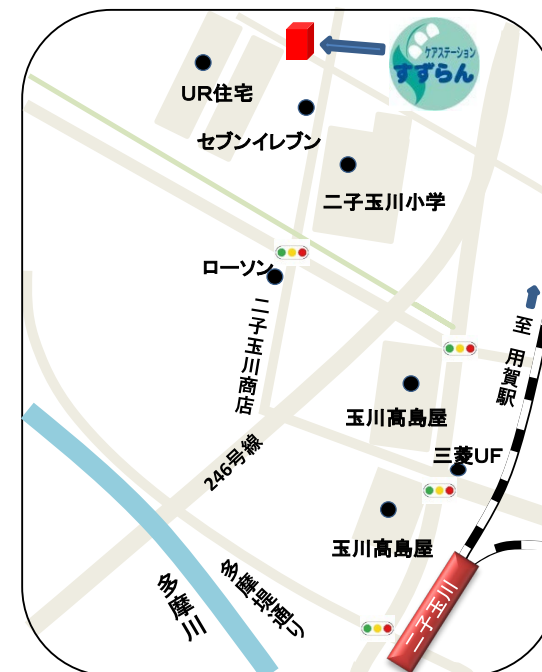 ケアステーション
すずらん
UR住宅
セブンイレブン
二子玉川小学
ローソン
二子玉川商店
至 用賀駅
玉川高島屋
三菱UF
246号線
玉川高島屋
多摩川
多摩堤通り
二子玉川